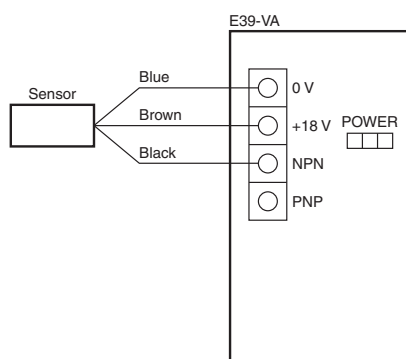 E39-VA
Blue
0 V
Sensor
Brown
+18 V
POWER
Black
NPN
PNP